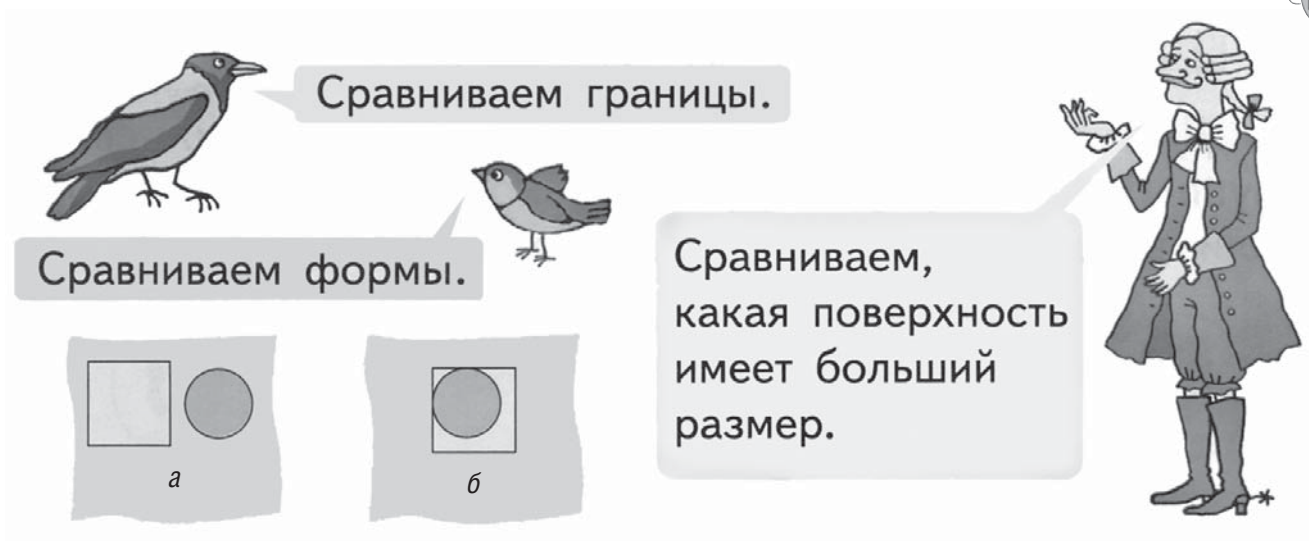 Сравниваем границы.
Сравниваем формы.
Сравниваем,
какая поверхность
имеет больший
размер.
а
б